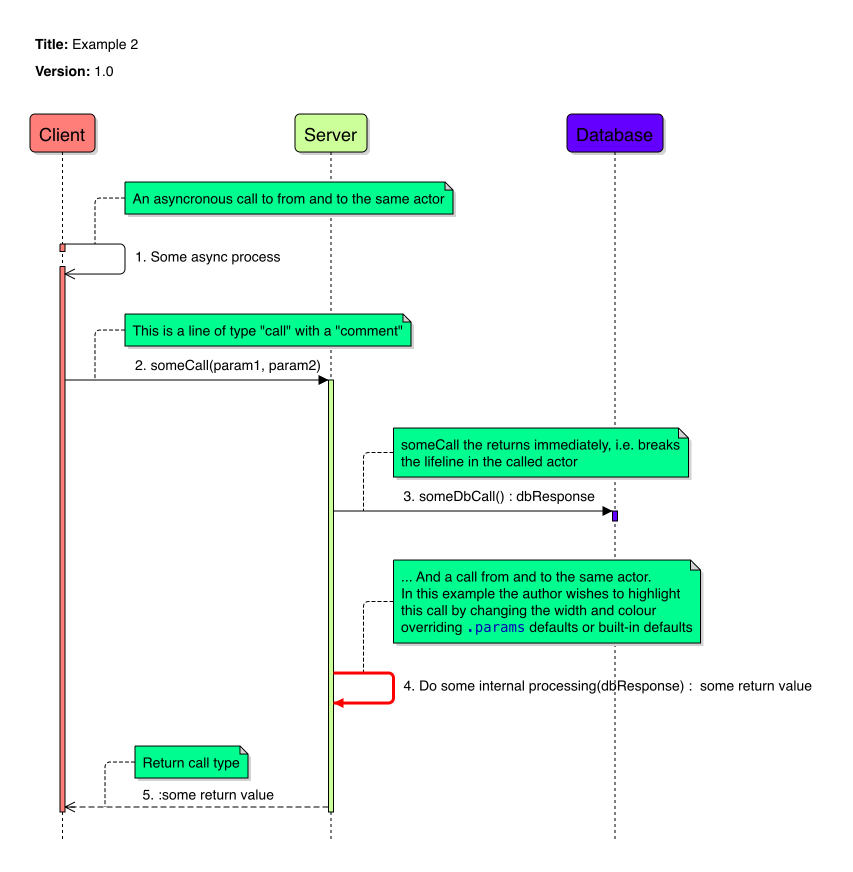 Title: Example 2
Version: 1.0
Client
Server
Database
An asyncronous call to from and to the same actor
1. Some async process
This is a line of type "call" with a "comment"
2. someCall(param1, param2)
someCall the returns immediately, i.e. breaks
the lifeline in the called actor
3. someDbCall() : dbResponse
... And a call from and to the same actor.
In this example the author wishes to highlight
this call by changing the width and colour
overriding .params defaults or built-in defaults
4. Do some internal processing(dbResponse) : some return value
Return call type
5. :some return value